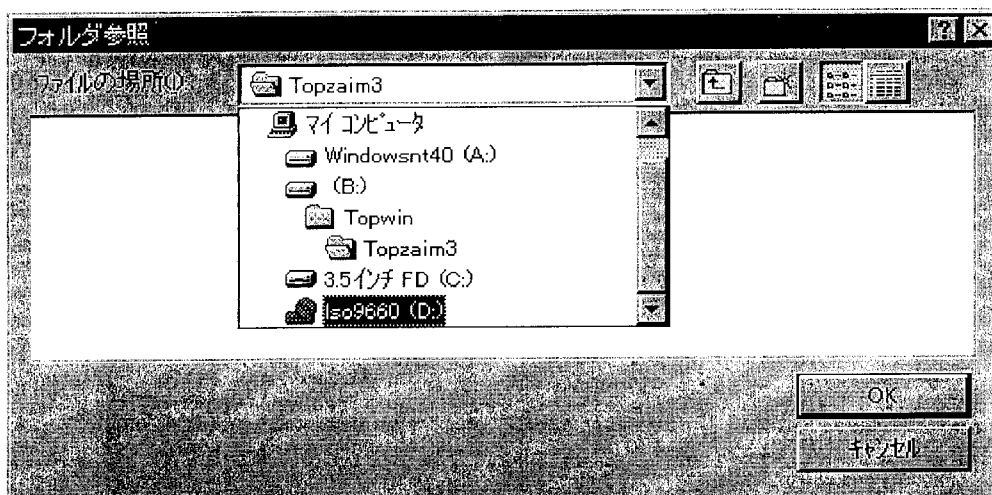 フォルダ参照
ファイルの場所(I):
Topzaim3
マイ コンピュータ
Windowsnt40 (A:)
(B:)
Topwin
Topzaim3
3.5インチ FD (C:)
Iso9660 (D:)
OK
キャンセル